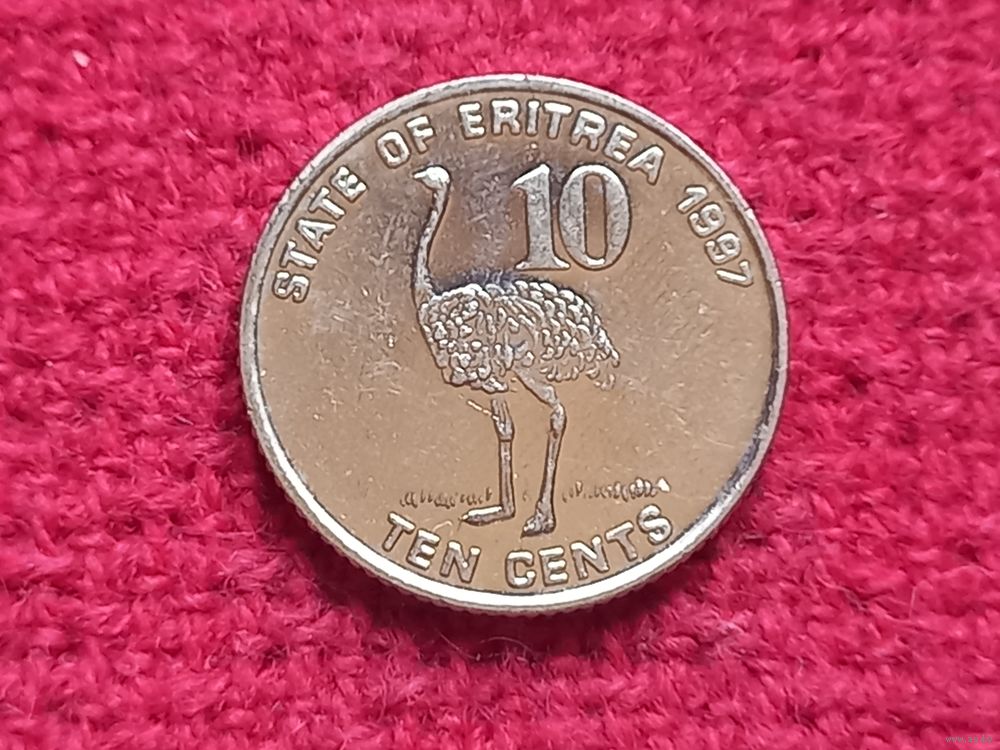 STATE OF ERITREA 1997
10
TEN CENTS